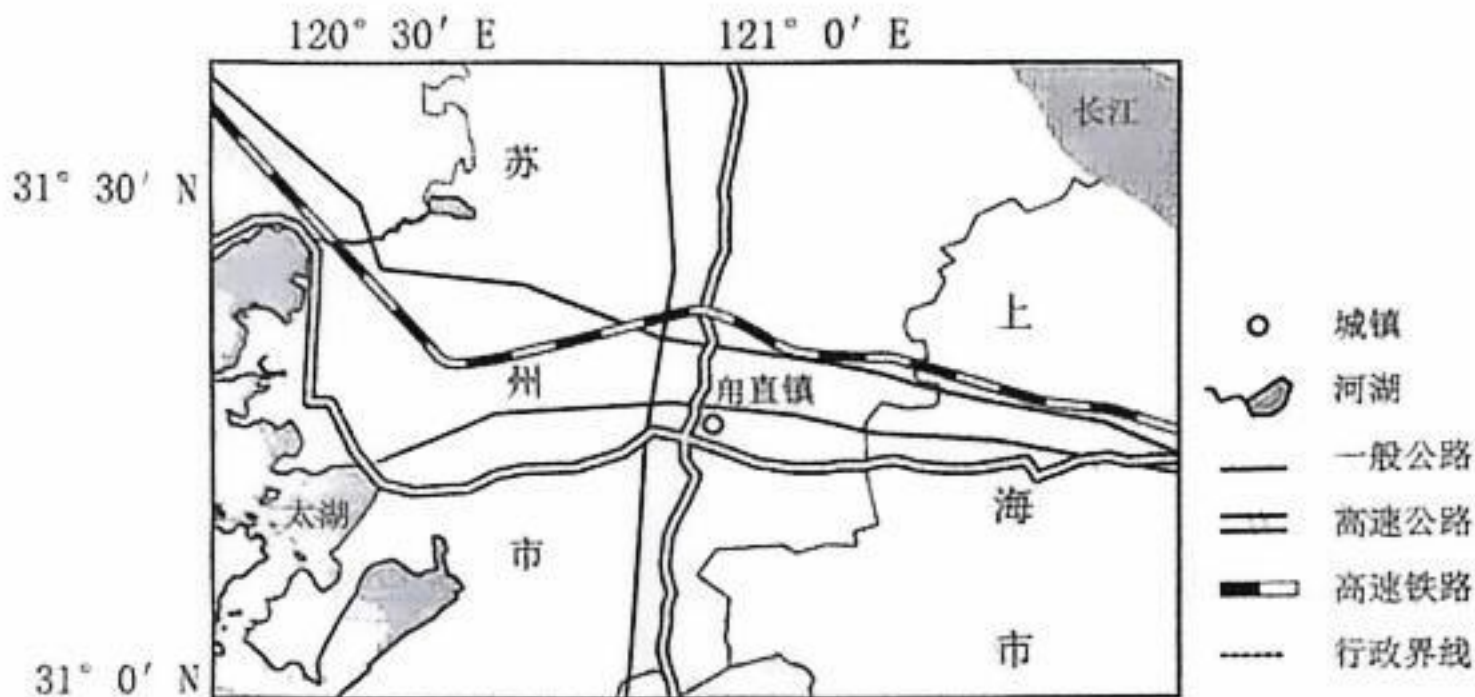 120° 30′ E
121° 0′ E
长江
苏
31° 30′ N
上
城镇
州
甪直镇
河湖
一般公路
太湖
海
高速公路
市
高速铁路
市
31° 0′ N
行政界线